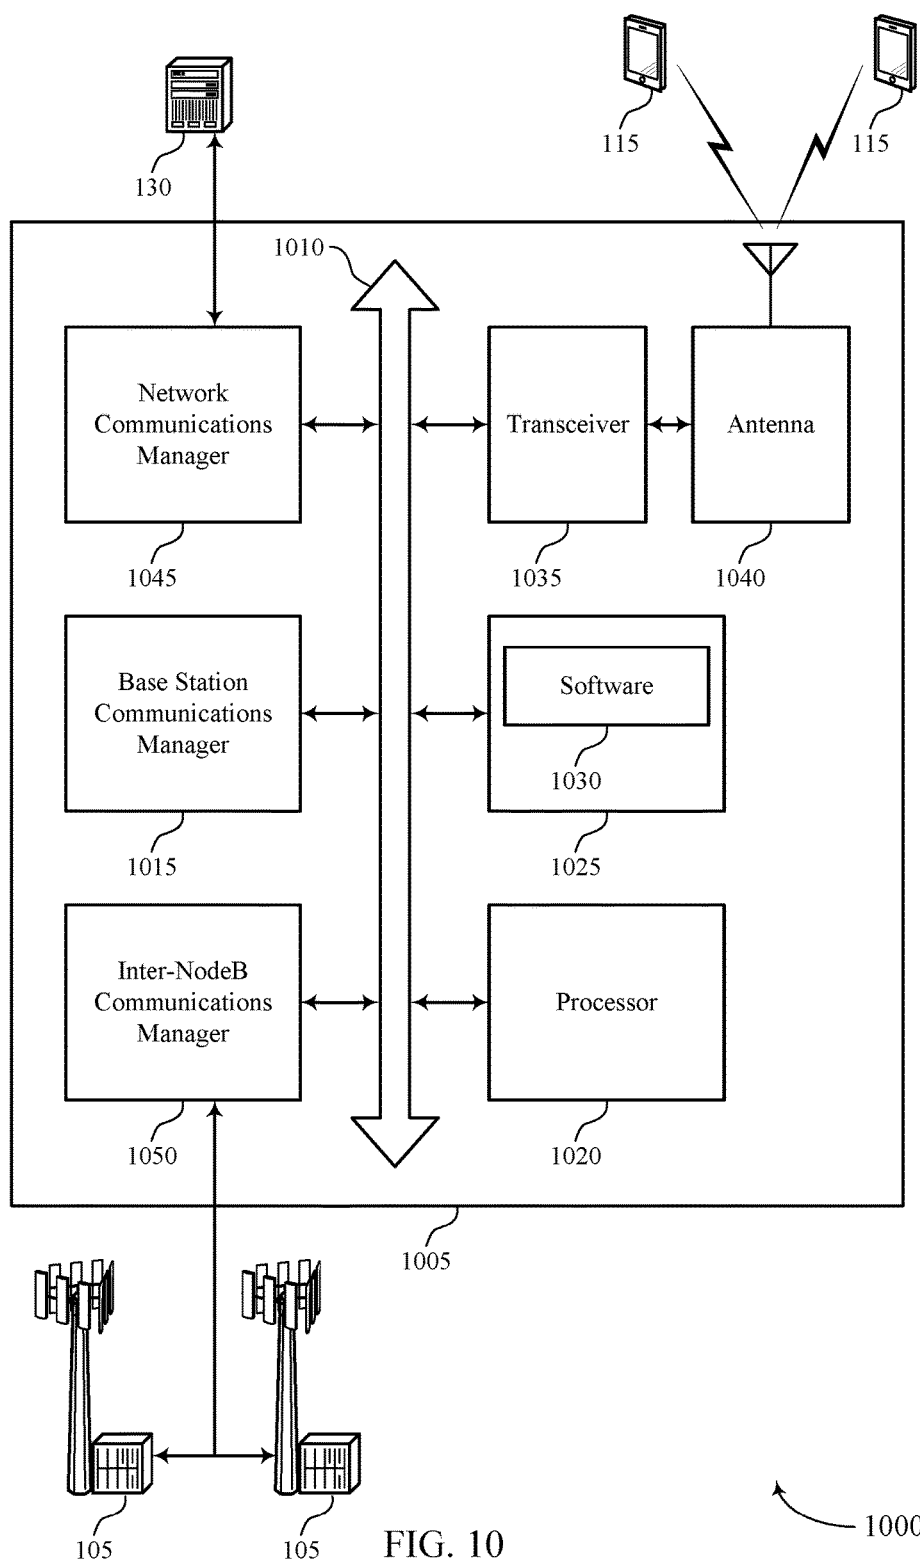 130
115
115
1010
Network
Communications
Manager
1045
Transceiver
1035
Antenna
1040
Base Station
Communications
Manager
1015
Software
1030
1025
Inter-NodeB
Communications
Manager
1050
Processor
1020
1005
105
105
FIG. 10
1000